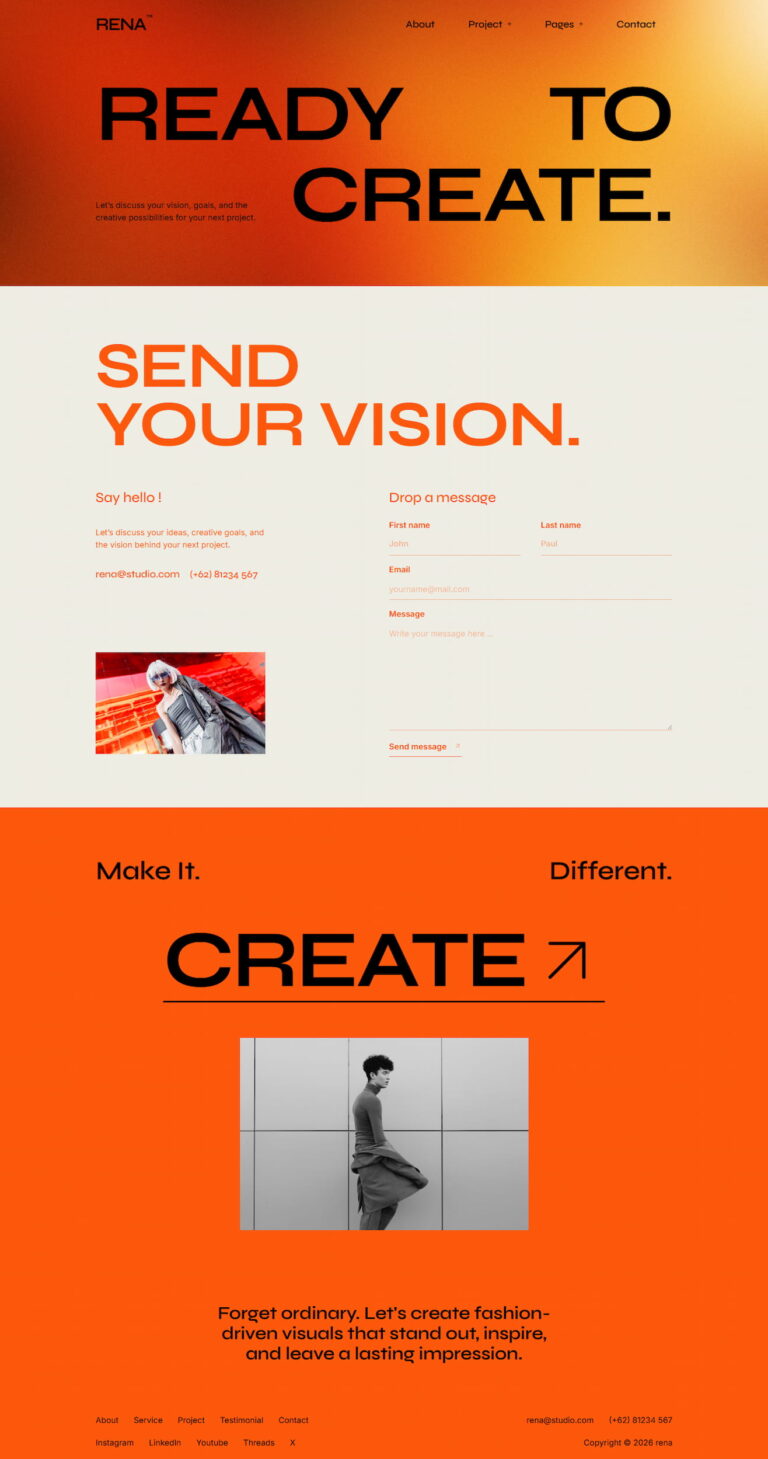 RENA™
About Project + Pages + Contact
READY TO
CREATE.
Let's discuss your vision, goals, and the
creative possibilities for your next project.
SEND
YOUR VISION.
Say hello !
Let's discuss your ideas, creative goals, and
the vision behind your next project.
rena@studio.com (+62) 81234 567
Drop a message
First name Last name
John Paul
Email
yourname@mail.com
Message
Write your message here...
Send message
Make It. Different.
CREATE
Forget ordinary. Let's create fashion-
driven visuals that stand out, inspire,
and leave a lasting impression.
About Service Project Testimonial Contact
rena@studio.com (+62) 81234 567
Instagram LinkedIn Youtube Threads X
Copyright © 2026 rena